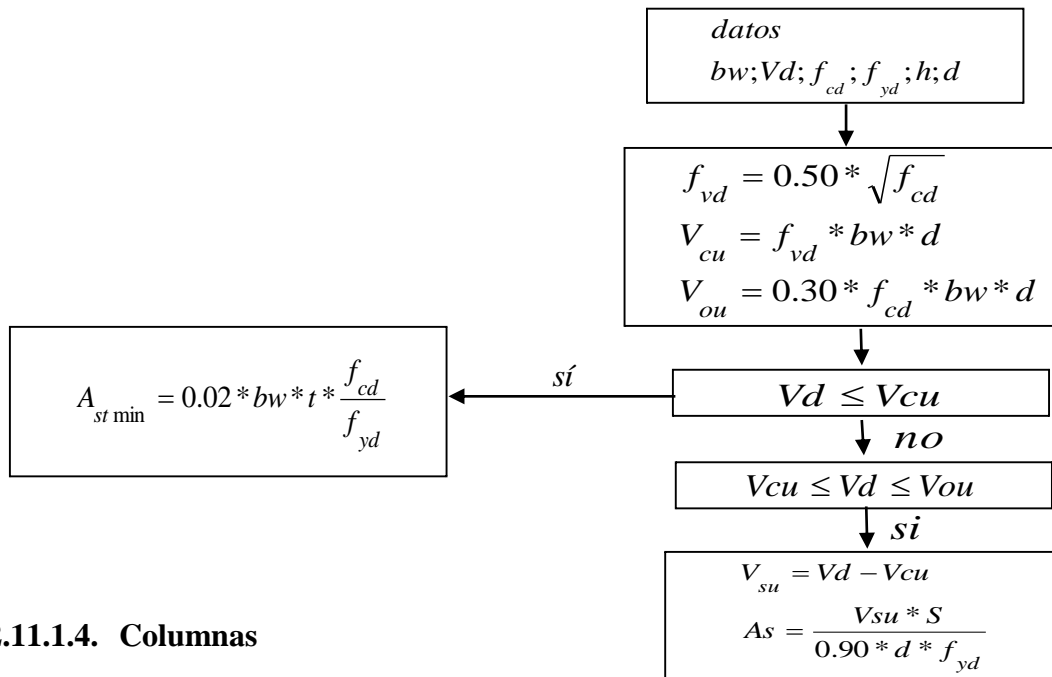 datos
bw;Vd; f_cd; f_yd; h; d
f_vd = 0.50 * √f_cd
V_cu = f_vd * bw * d
V_ou = 0.30 * f_cd * bw * d
A_st min = 0.02 * bw * t * f_cd / f_yd
sí
Vd ≤ Vcu
no
Vcu ≤ Vd ≤ Vou
si
V_su = Vd − Vcu
As = Vsu * S / 0.90 * d * f_yd
.11.1.4. Columnas